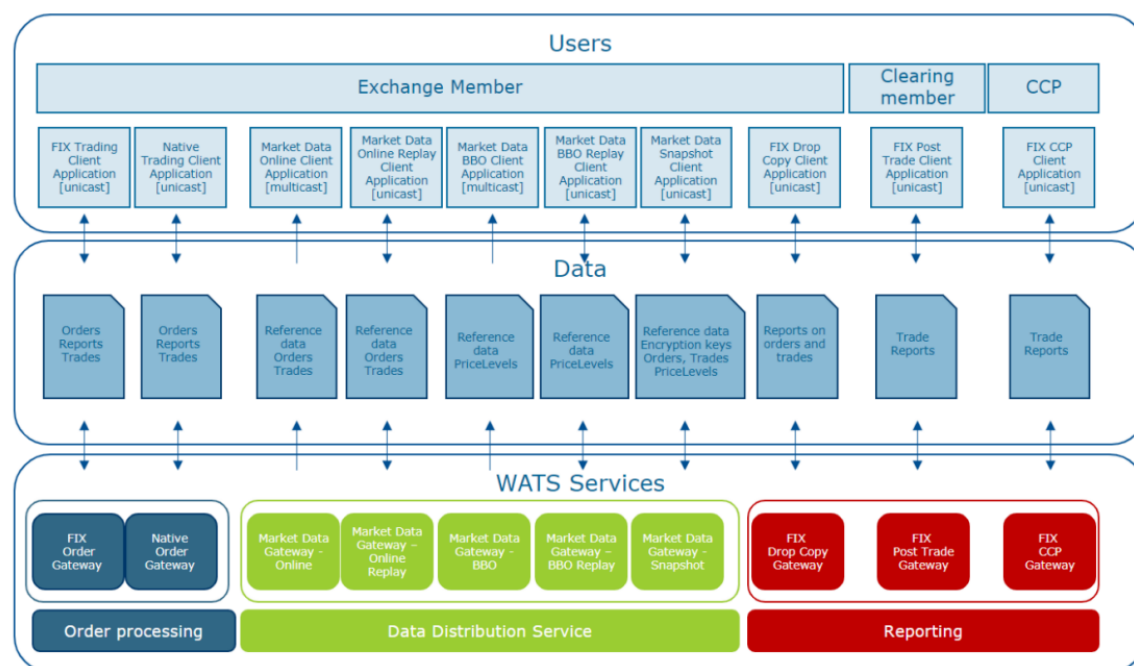 Users
Exchange Member
Clearing
member
CCP
FIX Trading
Client
Application
[unicast]
Native
Trading Client
Application
[unicast]
Market Data
Online Client
Application
[multicast]
Market Data
Online Replay
Client
Application
[unicast]
Market Data
BBO Client
Application
[multicast]
Market Data
BBO Replay
Client
Application
[unicast]
Market Data
Snapshot
Client
Application
[unicast]
FIX Drop
Copy Client
Application
[unicast]
FIX Post
Trade Client
Application
[unicast]
FIX CCP
Client
Application
[unicast]
Data
Orders
Reports
Trades
Orders
Reports
Trades
Reference
data
Orders
Trades
Reference
data
Orders
Trades
Reference
data
PriceLevels
Reference
data
PriceLevels
Reference data
Encryption keys
Orders, Trades
PriceLevels
Reports on
orders and
trades
Trade
Reports
Trade
Reports
WATS Services
FIX
Order
Gateway
Native
Order
Gateway
Market Data
Gateway -
Online
Market Data
Gateway –
Online
Replay
Market Data
Gateway -
BBO
Market Data
Gateway –
BBO Replay
Market Data
Gateway -
Snapshot
FIX
Drop Copy
Gateway
FIX
Post Trade
Gateway
FIX
CCP
Gateway
Order processing
Data Distribution Service
Reporting